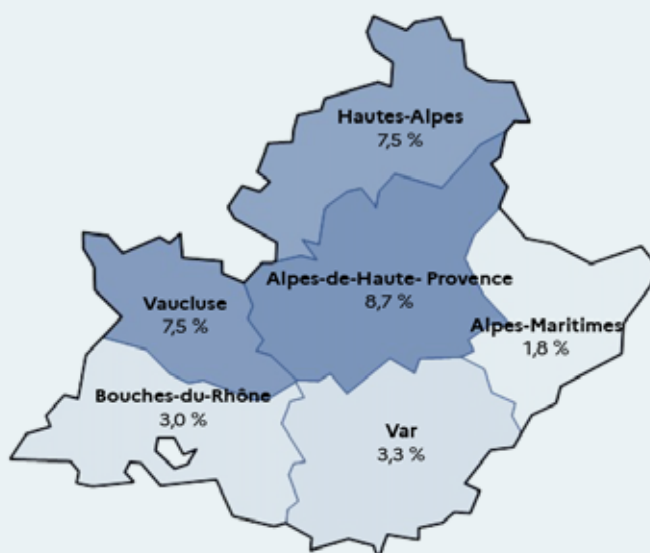 Hautes-Alpes
7,5 %
Alpes-de-Haute- Provence
8,7 %
Vaucluse
7,5 %
Alpes-Maritimes
1,8 %
Bouches-du-Rhône
3,0 %
Var
3,3 %